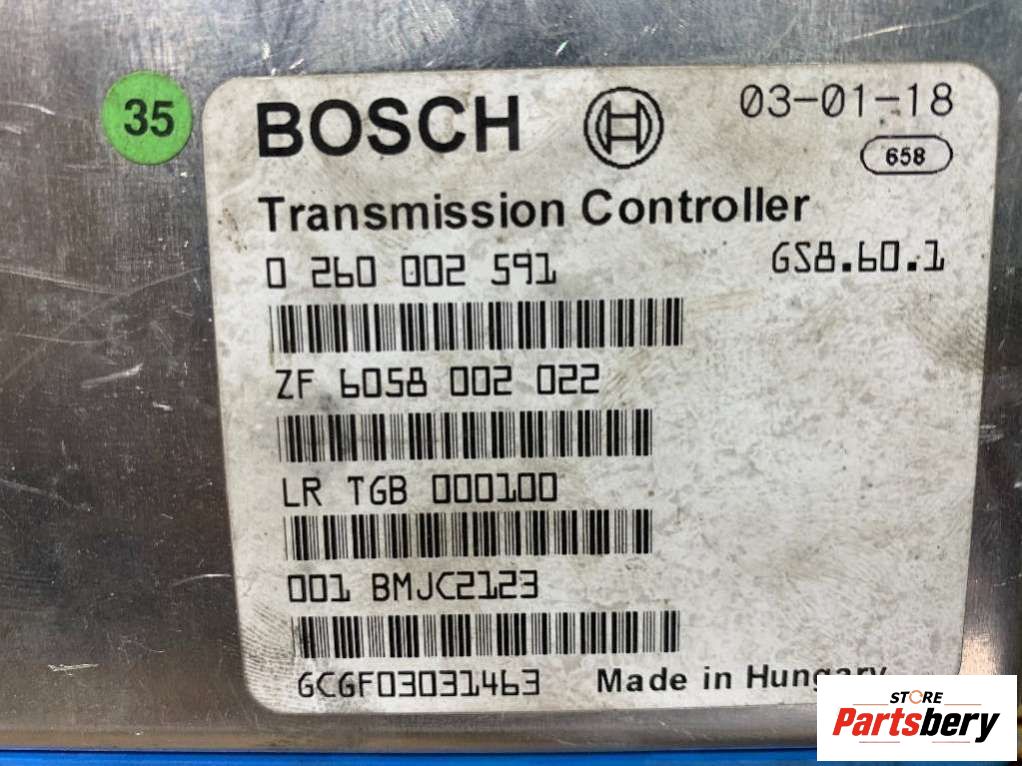 35
BOSCH
03-01-18
658
Transmission Controller
0 260 002 591
GS8.60.1
ZF 6058 002 022
LR TGB 000100
001 BMJC2123
GCGF03031463
Made in Hungary
STORE
Partsbery